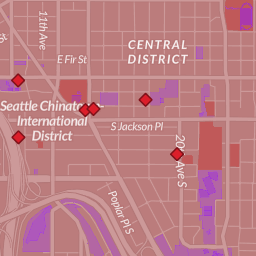 11th Ave
CENTRAL
DISTRICT
E Fir St
Seattle Chinatown-
International
District
S Jackson Pl
20th Ave S
Poplar Pl S